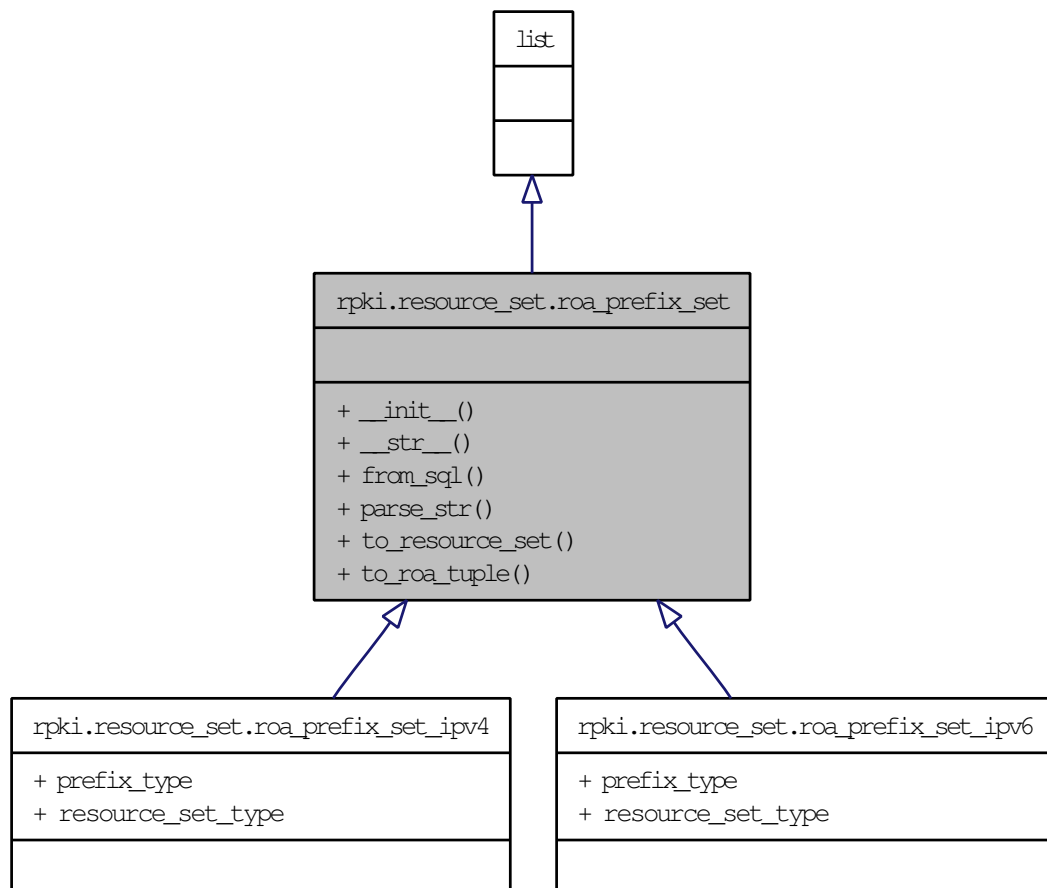 list
rpki.resource_set.roa_prefix_set
+ __init__()
+ __str__()
+ from_sql()
+ parse_str()
+ to_resource_set()
+ to_roa_tuple()
rpki.resource_set.roa_prefix_set_ipv4
+ prefix_type
+ resource_set_type
rpki.resource_set.roa_prefix_set_ipv6
+ prefix_type
+ resource_set_type